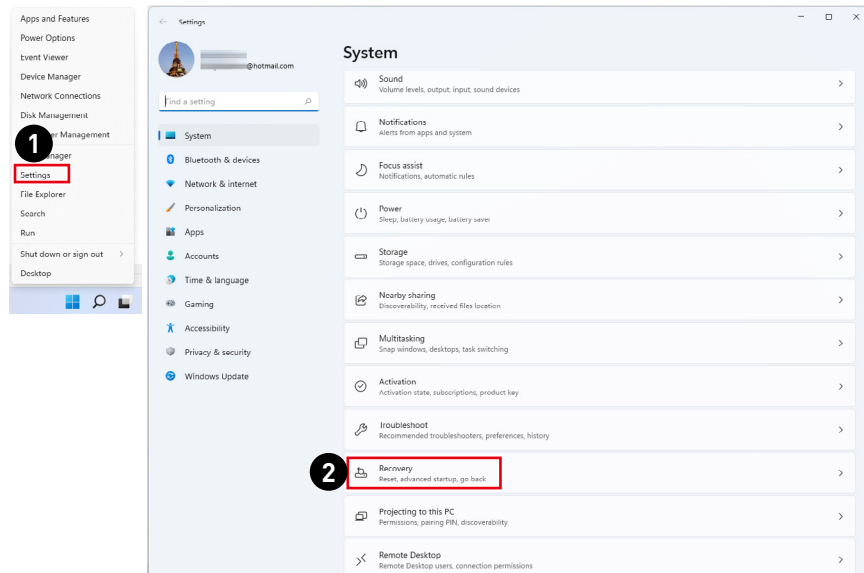 Apps and Features
Power Options
Event Viewer
Device Manager
Network Connections
Disk Management
er Management
1
nager
Settings
File Explorer
Search
Run
Shut down or sign out
Desktop
Settings
@hotmail.com
Find a setting
System
Bluetooth & devices
Network & internet
Personalization
Apps
Accounts
Time & language
Gaming
Accessibility
Privacy & security
Windows Update
System
Sound
Volume levels, output, input, sound devices
Notifications
Alerts from apps and system
Focus assist
Notifications, automatic rules
Power
Sleep, battery usage, battery saver
Storage
Storage space, drives, configuration rules
Nearby sharing
Discoverability, received files location
Multitasking
Snap windows, desktops, task switching
Activation
Activation state, subscriptions, product key
Troubleshoot
Recommended troubleshooters, preferences, history
2
Recovery
Reset, advanced startup, go back
Projecting to this PC
Permissions, pairing PIN, discoverability
Remote Desktop
Remote Desktop users, connection permissions